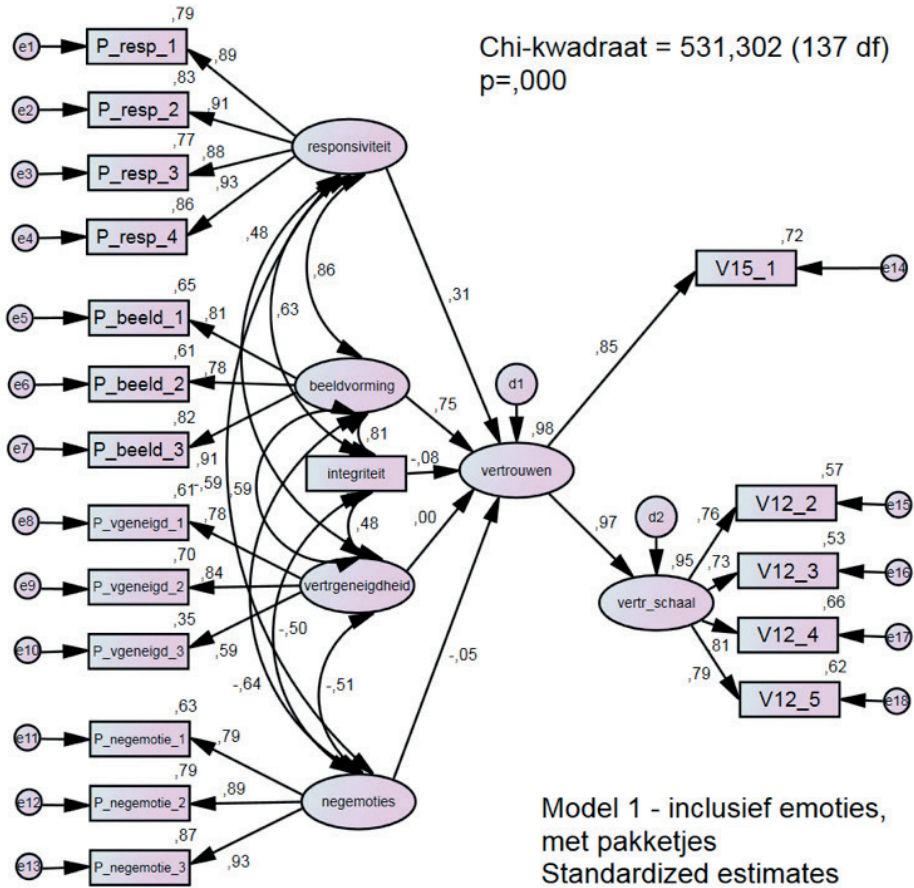 ,79
e1
P_resp_1
,89
,83
e2
P_resp_2
,91
,77
e3
P_resp_3
,88
,93
,86
e4
P_resp_4
Chi-kwadraat = 531,302 (137 df)
p=,000
responsiviteit
,48
,86
,63
,31
,72
V15_1
e14
,85
,65
e5
P_beeld_1
,81
,61
e6
P_beeld_2
,78
,82
e7
P_beeld_3
beeldvorming
,75
d1
,98
vertrouwen
,81
integriteit
-,08
,91
-,59
,59
,61
e8
P_vgeneigd_1
,78
,70
e9
P_vgeneigd_2
,84
,35
e10
P_vgeneigd_3
,59
,48
,00
vertrgeneigdheid
,97
d2
,95
vertr_schaal
,57
,76
V12_2
e15
,53
,73
V12_3
e16
,66
,81
V12_4
e17
,62
,79
V12_5
e18
-,50
-,64
-,51
-,05
,63
e11
P_negemotie_1
,79
,79
e12
P_negemotie_2
,89
,87
e13
P_negemotie_3
,93
negemoties
Model 1 - inclusief emoties,
met pakketjes
Standardized estimates